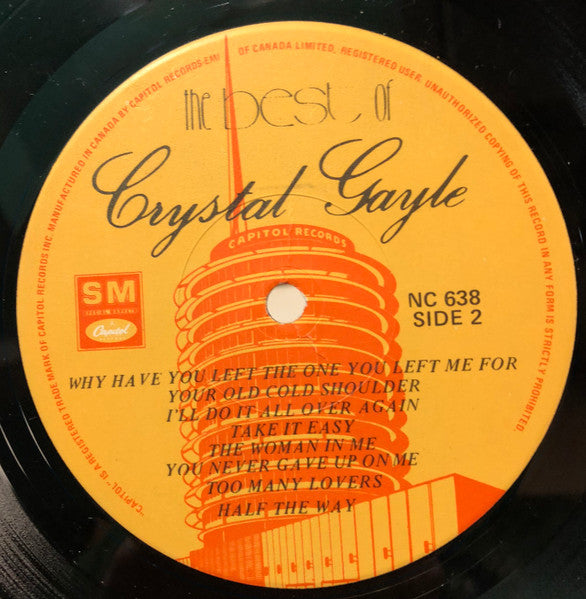 "CAPITOL" IS A REGISTERED TRADE MARK OF CAPITOL RECORDS INC. MANUFACTURED IN CANADA BY CAPITOL RECORDS-EMI OF CANADA LIMITED, REGISTERED USER. UNAUTHORIZED COPYING OF THIS RECORD IN ANY FORM IS STRICTLY PROHIBITED.
the best of
Crystal Gayle
CAPITOL RECORDS
SM
Capitol
NC 638
SIDE 2
WHY HAVE YOU LEFT THE ONE YOU LEFT ME FOR
YOUR OLD COLD SHOULDER
I'LL DO IT ALL OVER AGAIN
TAKE IT EASY
THE WOMAN IN ME
YOU NEVER GAVE UP ON ME
TOO MANY LOVERS
HALF THE WAY